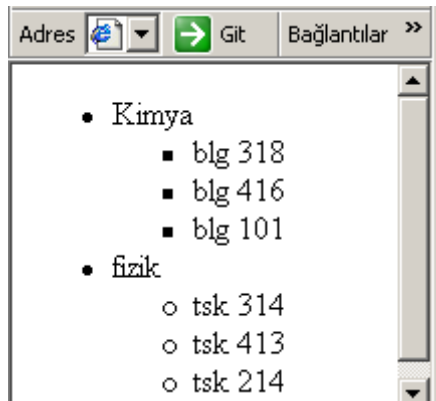 Adres Git Bağlantılar »
Kimya
blg 318
blg 416
blg 101
fizik
tsk 314
tsk 413
tsk 214